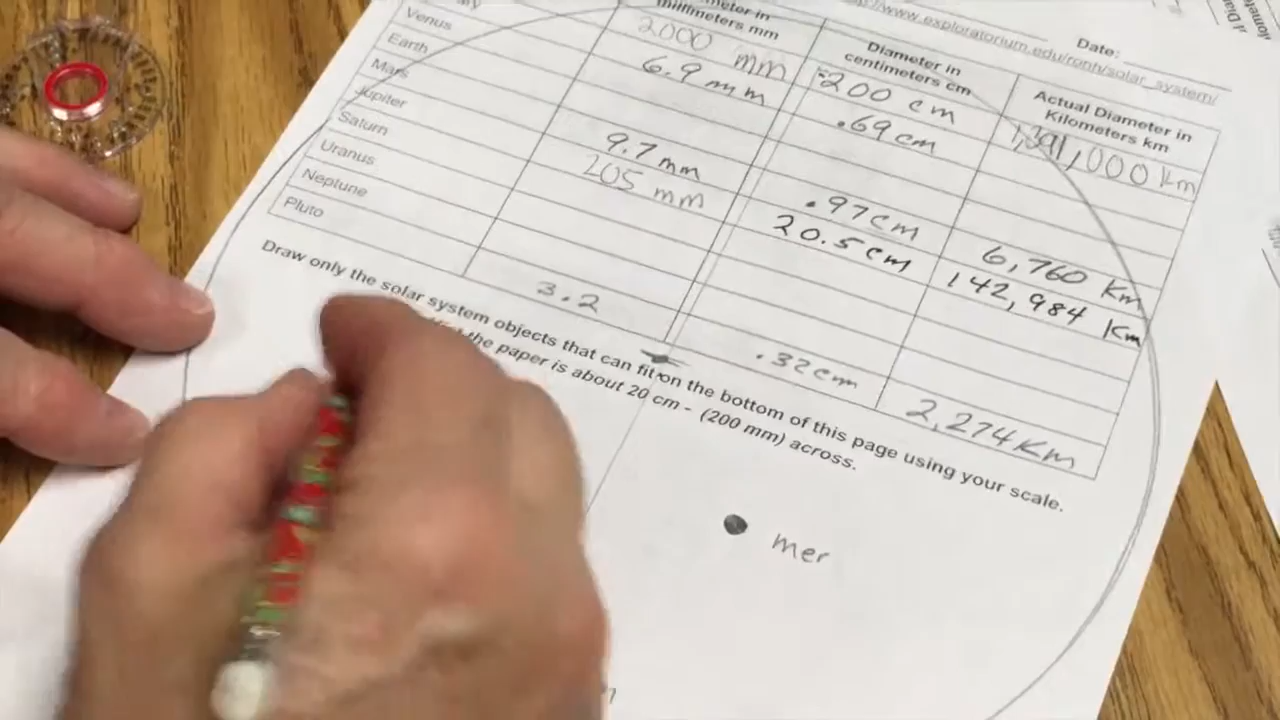 Date:
//www.exploratorium.edu/ronh/solar_system/
millimeters mm
Diameter in
centimeters cm
Actual Diameter in
Kilometers km
2000 mm
200 cm
1,391,000 km
6.9 mm
.69 cm
Venus
Earth
Mars
9.7 mm
.97 cm
6,760 Km
Jupiter
205 mm
20.5 cm
142,984 Km
Saturn
Uranus
Neptune
Pluto
3.2
.32 cm
2,274 Km
Draw only the solar system objects that can fit on the bottom of this page using your scale.
the paper is about 20 cm - (200 mm) across.
mer